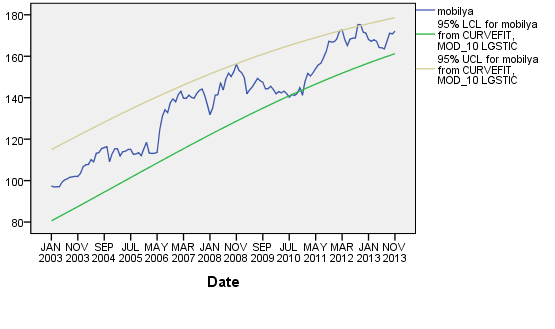 mobilya
95% LCL for mobilya
from CURVEFIT,
MOD_10 LGSTIC
95% UCL for mobilya
from CURVEFIT,
MOD_10 LGSTIC
180
160
140
120
100
80
JAN NOV SEP JUL MAY MAR JAN NOV SEP JUL MAY MAR JAN NOV
2003 2003 2004 2005 2006 2007 2008 2008 2009 2010 2011 2012 2013 2013
Date